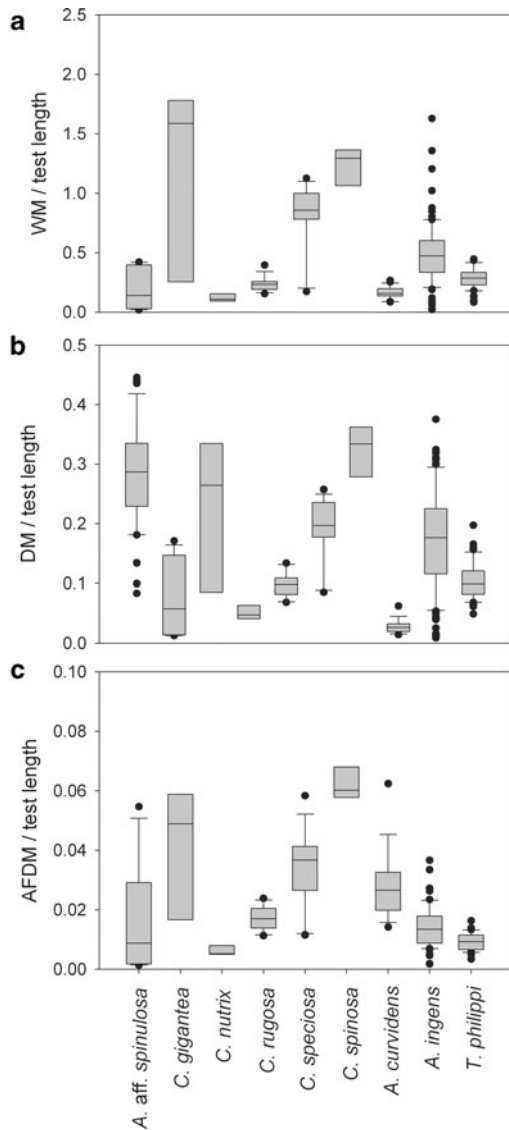 a
2.5
2.0
1.5
1.0
0.5
0.0
WM / test length
b
0.5
0.4
0.3
0.2
0.1
0.0
DM / test length
c
0.10
0.08
0.06
0.04
0.02
0.00
AFDM / test length
A. aff. spinulosa
C. gigantea
C. nutrix
C. rugosa
C. speciosa
C. spinosa
A. curvidens
A. ingens
T. philippi